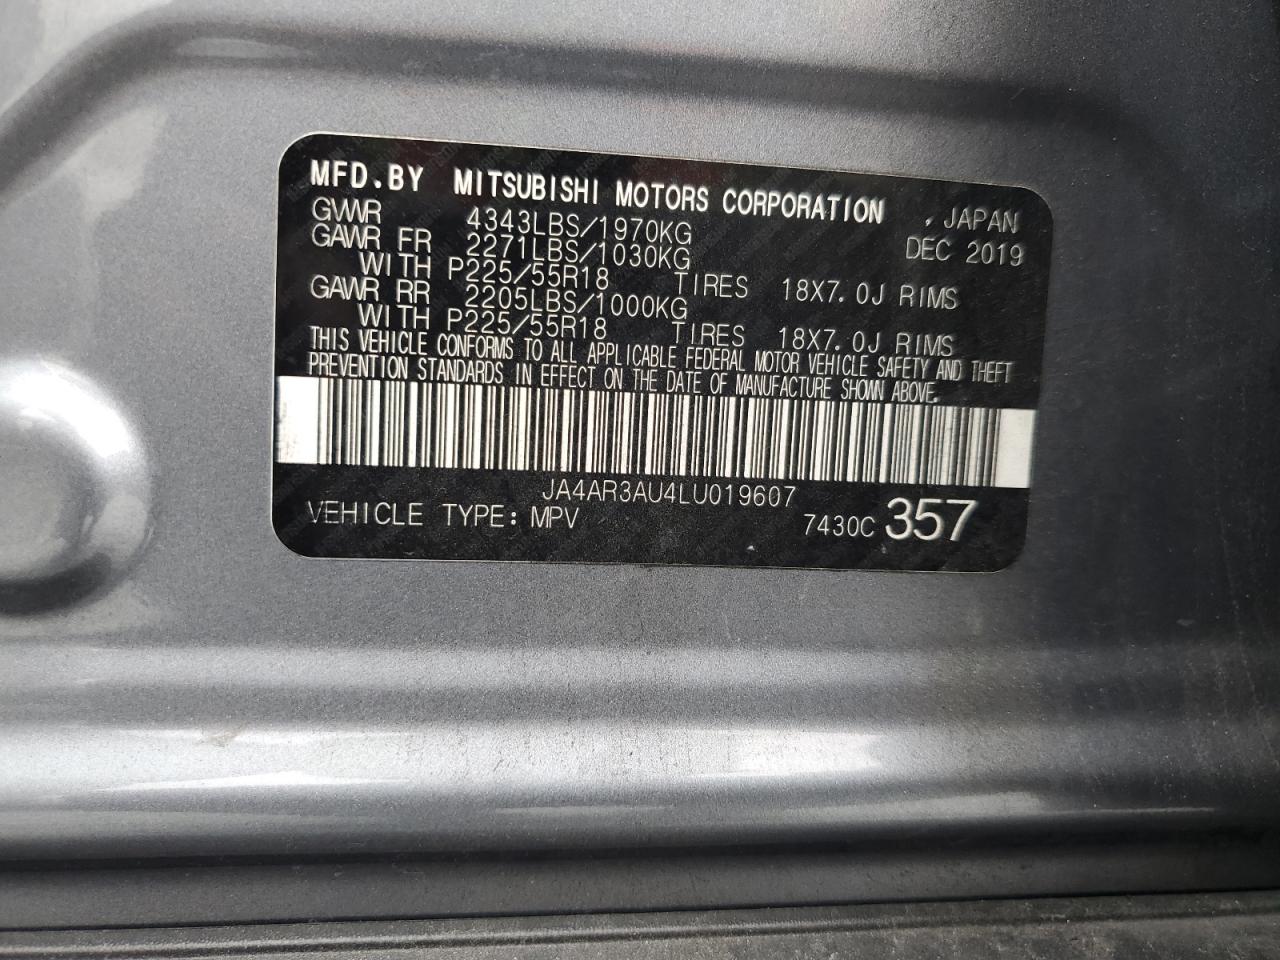 MFD.BY MITSUBISHI MOTORS CORPORATION , JAPAN
GVWR 4343LBS/1970KG DEC 2019
GAWR FR 2271LBS/1030KG
WITH P225/55R18 TIRES 18X7.0J RIMS
GAWR RR 2205LBS/1000KG
WITH P225/55R18 TIRES 18X7.0J RIMS
THIS VEHICLE CONFORMS TO ALL APPLICABLE FEDERAL MOTOR VEHICLE SAFETY AND THEFT
PREVENTION STANDARDS IN EFFECT ON THE DATE OF MANUFACTURE SHOWN ABOVE.
JA4AR3AU4LU019607
VEHICLE TYPE: MPV 7430C 357